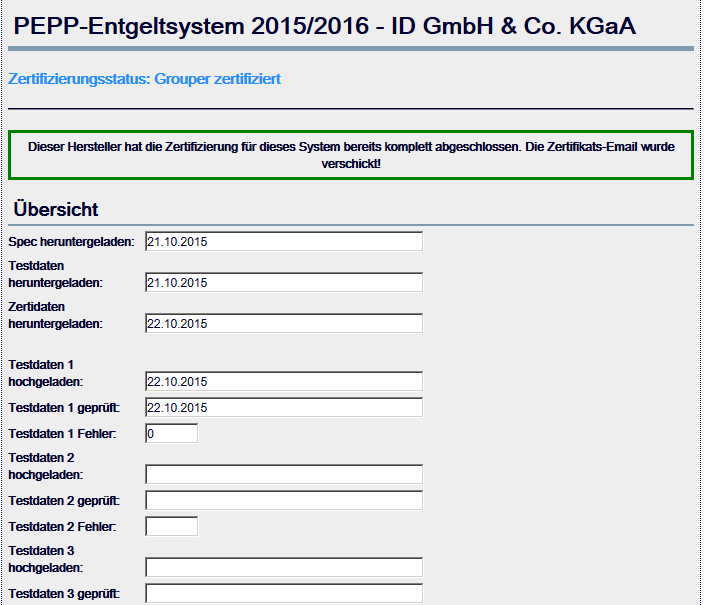 PEPP-Entgeltsystem 2015/2016 - ID GmbH & Co. KGaA
Zertifizierungsstatus: Grouper zertifiziert
Dieser Hersteller hat die Zertifizierung für dieses System bereits komplett abgeschlossen. Die Zertifikats-Email wurde
verschickt!
Übersicht
Spec heruntergeladen: 21.10.2015
Testdaten
heruntergeladen: 21.10.2015
Zertidaten
heruntergeladen: 22.10.2015
Testdaten 1
hochgeladen: 22.10.2015
Testdaten 1 geprüft: 22.10.2015
Testdaten 1 Fehler: 0
Testdaten 2
hochgeladen:
Testdaten 2 geprüft:
Testdaten 2 Fehler:
Testdaten 3
hochgeladen:
Testdaten 3 geprüft: